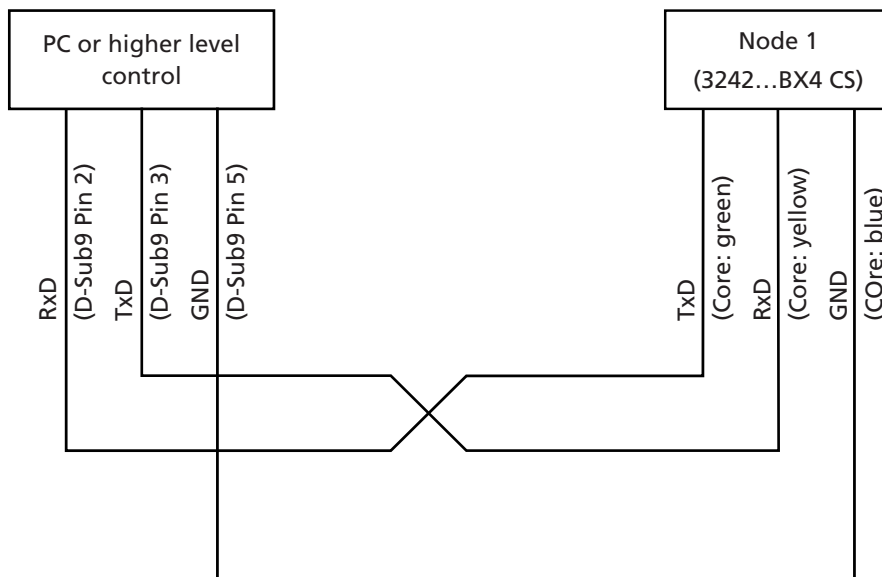 PC or higher level
control
Node 1
(3242…BX4 CS)
RxD
(D-Sub9 Pin 2)
TxD
(D-Sub9 Pin 3)
GND
(D-Sub9 Pin 5)
TxD
(Core: green)
RxD
(Core: yellow)
GND
(COre: blue)